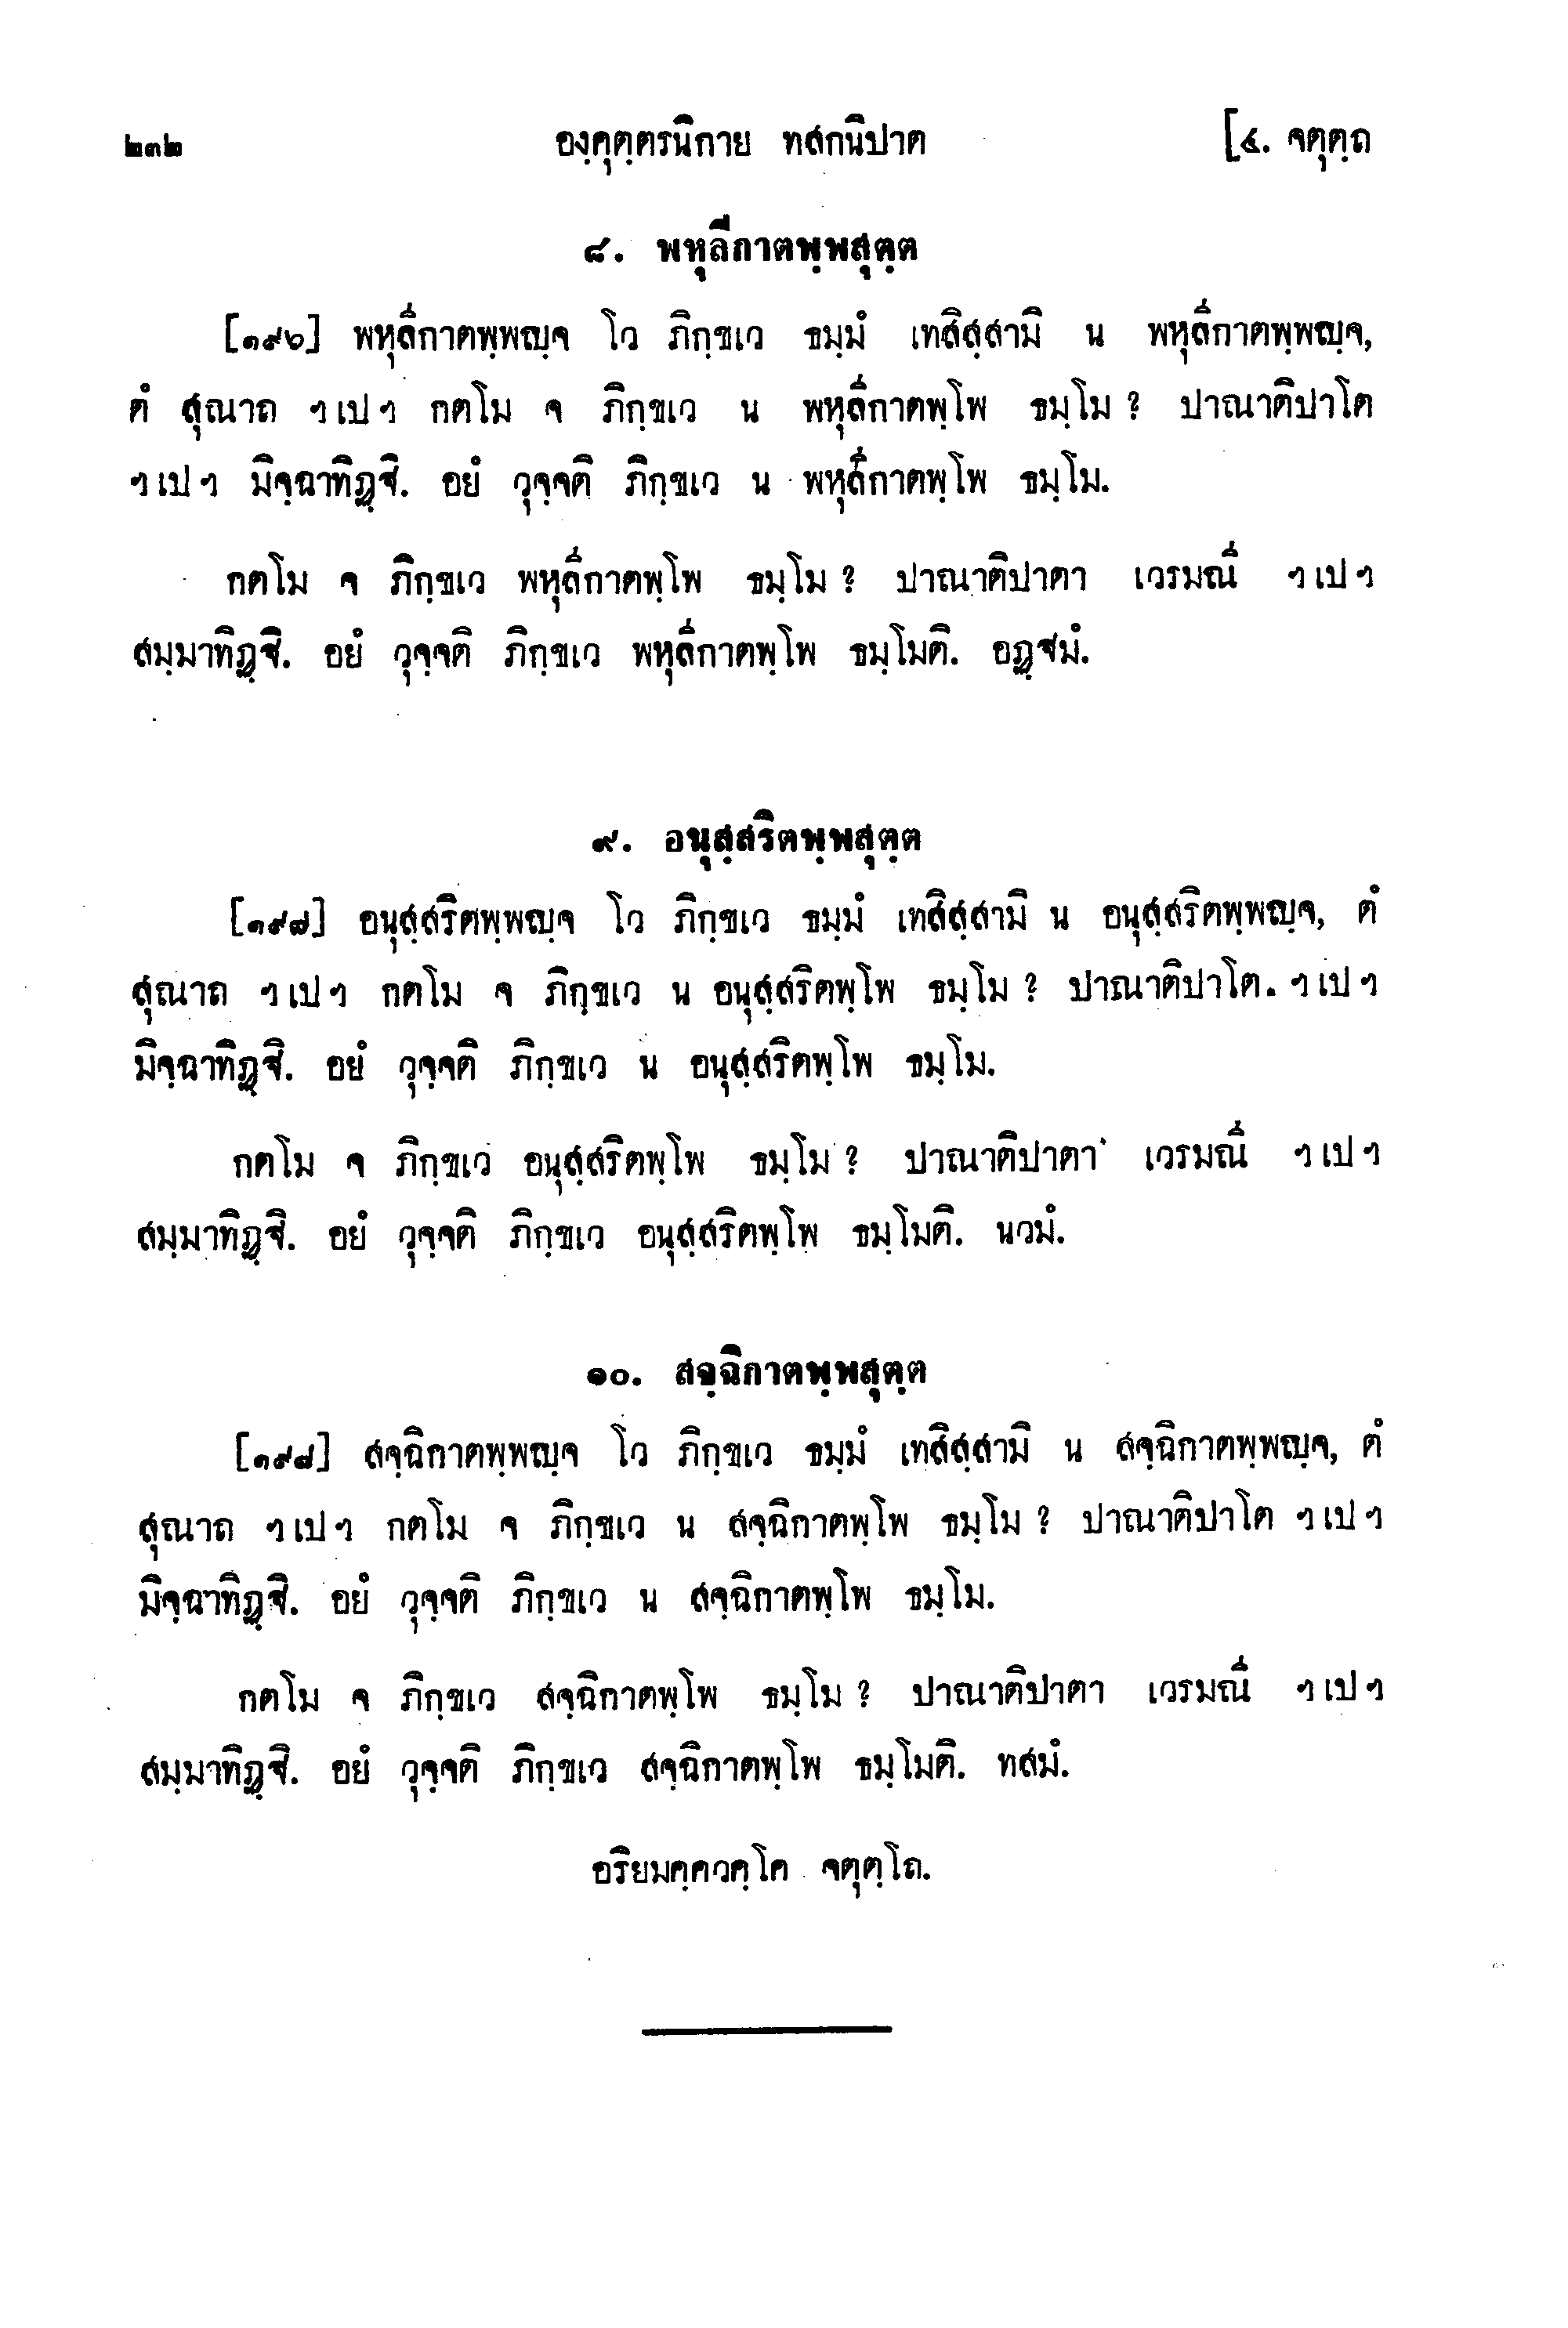 ๒๓๒ องฺคุตฺตรนิกาย ทสกนิปาต [๔. จตุตฺถ
๘. พหุลีกาตพฺพสุตฺต
[๑๙๖] พหุลีกาตพฺพญฺจ โว ภิกฺขเว ธมฺมํ เทสิสฺสามิ น พหุลีกาตพฺพญฺจ,
ตํ สุณาถ ฯเปฯ กตโม จ ภิกฺขเว น พหุลีกาตพฺโพ ธมฺโม? ปาณาติปาโต
ฯเปฯ มิจฺฉาทิฏฺฐิ. อยํ วุจฺจติ ภิกฺขเว น พหุลีกาตพฺโพ ธมฺโม.
กตโม จ ภิกฺขเว พหุลีกาตพฺโพ ธมฺโม? ปาณาติปาตา เวรมณี ฯเปฯ
สมฺมาทิฏฺฐิ. อยํ วุจฺจติ ภิกฺขเว พหุลีกาตพฺโพ ธมฺโมติ. อฏฺฐมํ.
๙. อนุสฺสริตพฺพสุตฺต
[๑๙๗] อนุสฺสริตพฺพญฺจ โว ภิกฺขเว ธมฺมํ เทสิสฺสามิ น อนุสฺสริตพฺพญฺจ, ตํ
สุณาถ ฯเปฯ กตโม จ ภิกฺขเว น อนุสฺสริตพฺโพ ธมฺโม? ปาณาติปาโต. ฯเปฯ
มิจฺฉาทิฏฺฐิ. อยํ วุจฺจติ ภิกฺขเว น อนุสฺสริตพฺโพ ธมฺโม.
กตโม จ ภิกฺขเว อนุสฺสริตพฺโพ ธมฺโม? ปาณาติปาตา เวรมณี ฯเปฯ
สมฺมาทิฏฺฐิ. อยํ วุจฺจติ ภิกฺขเว อนุสฺสริตพฺโพ ธมฺโมติ. นวมํ.
๑๐. สจฺฉิกาตพฺพสุตฺต
[๑๙๘] สจฺฉิกาตพฺพญฺจ โว ภิกฺขเว ธมฺมํ เทสิสฺสามิ น สจฺฉิกาตพฺพญฺจ, ตํ
สุณาถ ฯเปฯ กตโม จ ภิกฺขเว น สจฺฉิกาตพฺโพ ธมฺโม? ปาณาติปาโต ฯเปฯ
มิจฺฉาทิฏฺฐิ. อยํ วุจฺจติ ภิกฺขเว น สจฺฉิกาตพฺโพ ธมฺโม.
กตโม จ ภิกฺขเว สจฺฉิกาตพฺโพ ธมฺโม? ปาณาติปาตา เวรมณี ฯเปฯ
สมฺมาทิฏฺฐิ. อยํ วุจฺจติ ภิกฺขเว สจฺฉิกาตพฺโพ ธมฺโมติ. ทสมํ.
อริยมคฺควคฺโค จตุตฺโถ.